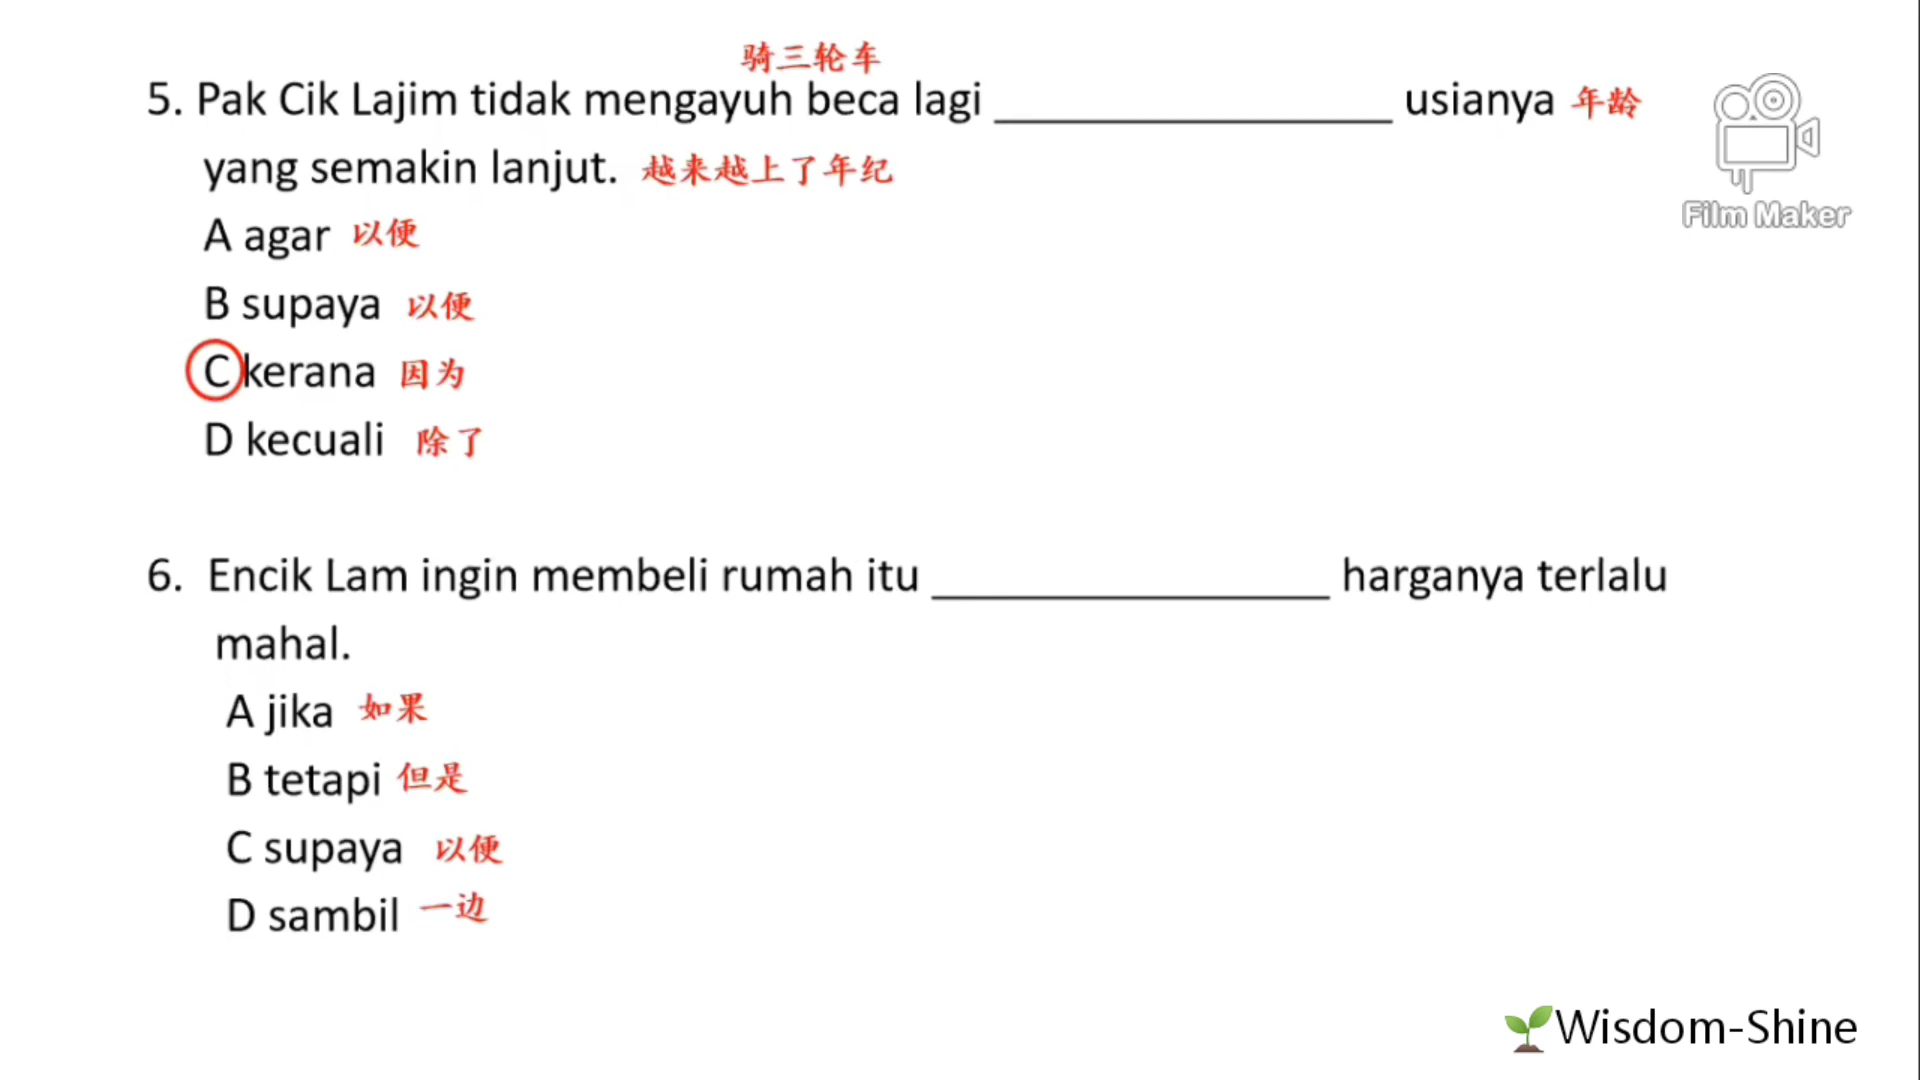 骑三轮车
5. Pak Cik Lajim tidak mengayuh beca lagi ________________ usianya 年龄
yang semakin lanjut. 越来越上了年纪
A agar 以便
B supaya 以便
C kerana 因为
D kecuali 除了
6. Encik Lam ingin membeli rumah itu ________________ harganya terlalu
mahal.
A jika 如果
B tetapi 但是
C supaya 以便
D sambil 一边
Film Maker
Wisdom-Shine